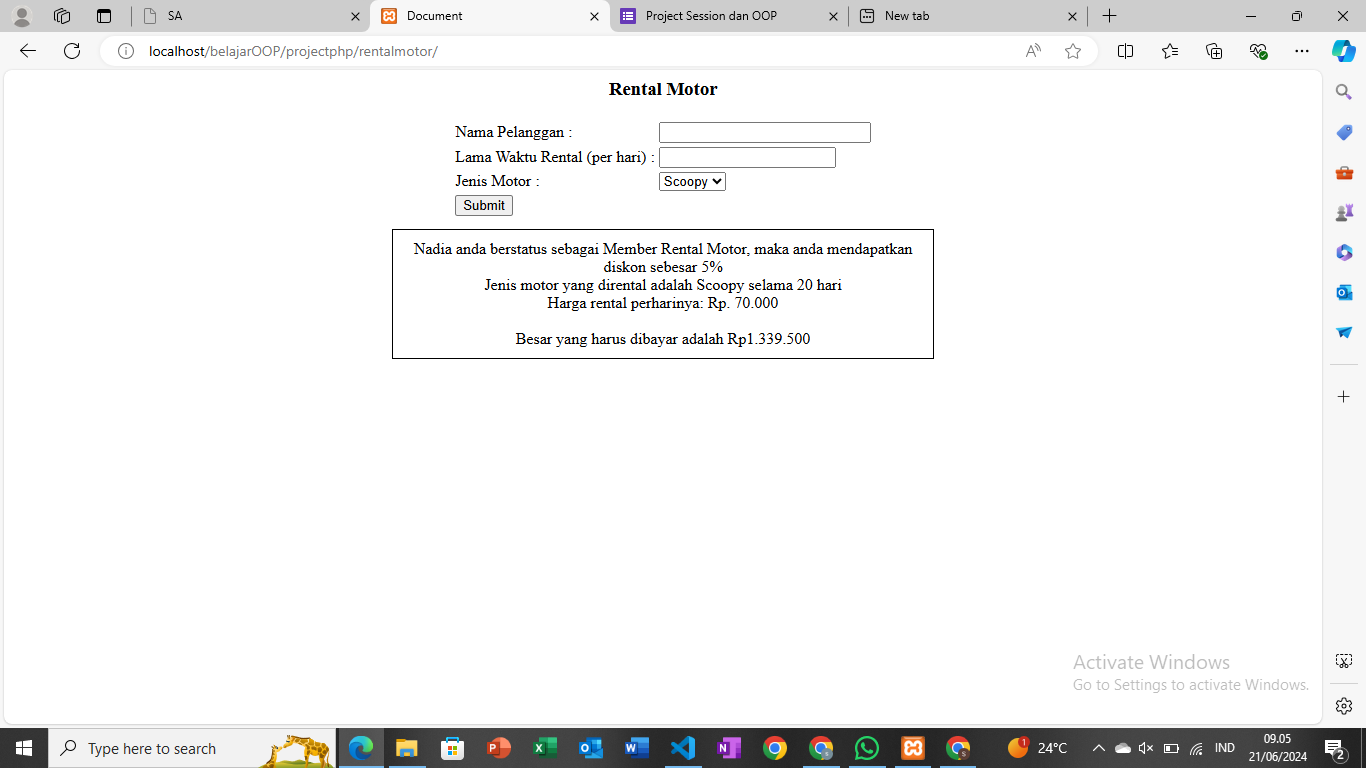 SA
Document
Project Session dan OOP
New tab
localhost/belajarOOP/projectphp/rentalmotor/
Rental Motor
Nama Pelanggan :
Lama Waktu Rental (per hari) :
Jenis Motor :
Scoopy
Submit
Nadia anda berstatus sebagai Member Rental Motor, maka anda mendapatkan
diskon sebesar 5%
Jenis motor yang dirental adalah Scoopy selama 20 hari
Harga rental perharinya: Rp. 70.000
Besar yang harus dibayar adalah Rp1.339.500
Activate Windows
Go to Settings to activate Windows.
Type here to search
1
24°C
IND
09.05
21/06/2024
2